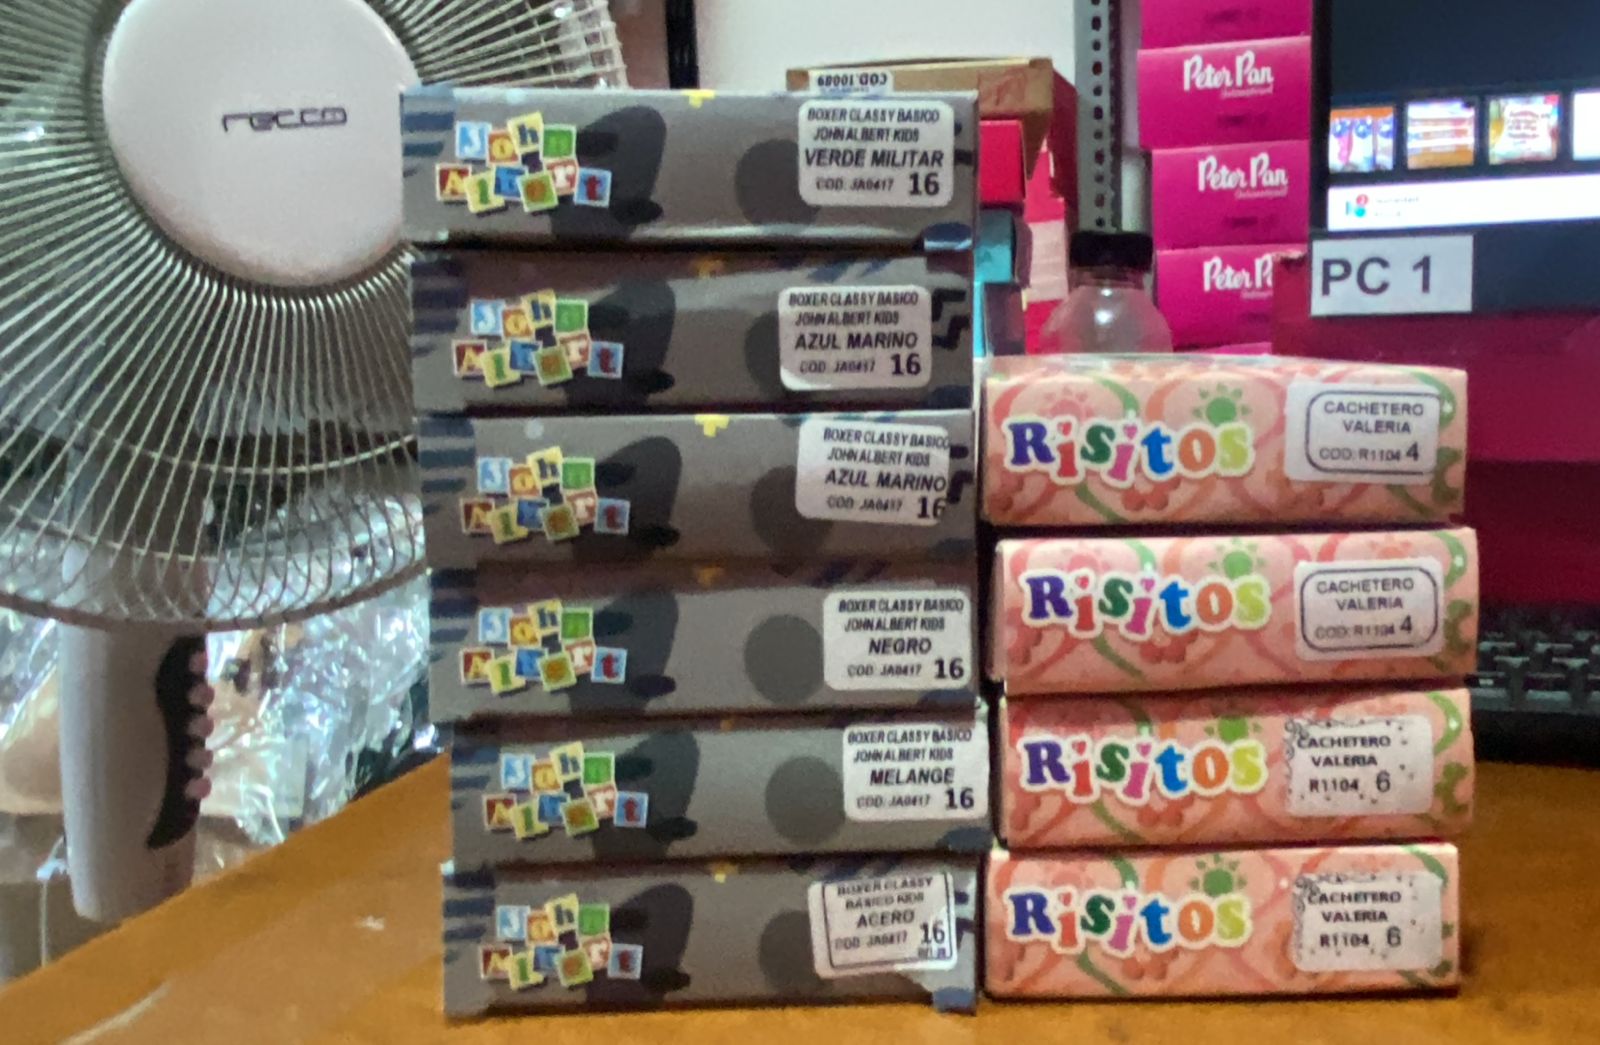 recco
COD.10089
John
Albert
BOXER CLASSY BASICO
JOHN ALBERT KIDS
VERDE MILITAR
COD. JA0417 16
John
Albert
BOXER CLASSY BASICO
JOHN ALBERT KIDS
AZUL MARINO
COD. JA0417 16
John
Albert
BOXER CLASSY BASICO
JOHN ALBERT KIDS
AZUL MARINO
COD. JA0417 16
John
Albert
BOXER CLASSY BASICO
JOHN ALBERT KIDS
NEGRO
COD. JA0417 16
John
Albert
BOXER CLASSY BASICO
JOHN ALBERT KIDS
MELANGE
COD. JA0417 16
John
Albert
BOXER CLASSY
BASICO KIDS
ACERO
COD. JA0417 16
Peter Pan
Peter Pan
Peter Pa
PC 1
Risitos
CACHETERO
VALERIA
COD: R1104 4
Risitos
CACHETERO
VALERIA
COD: R1104 4
Risitos
CACHETERO
VALERIA
R1104 6
Risitos
CACHETERO
VALERIA
R1104 6